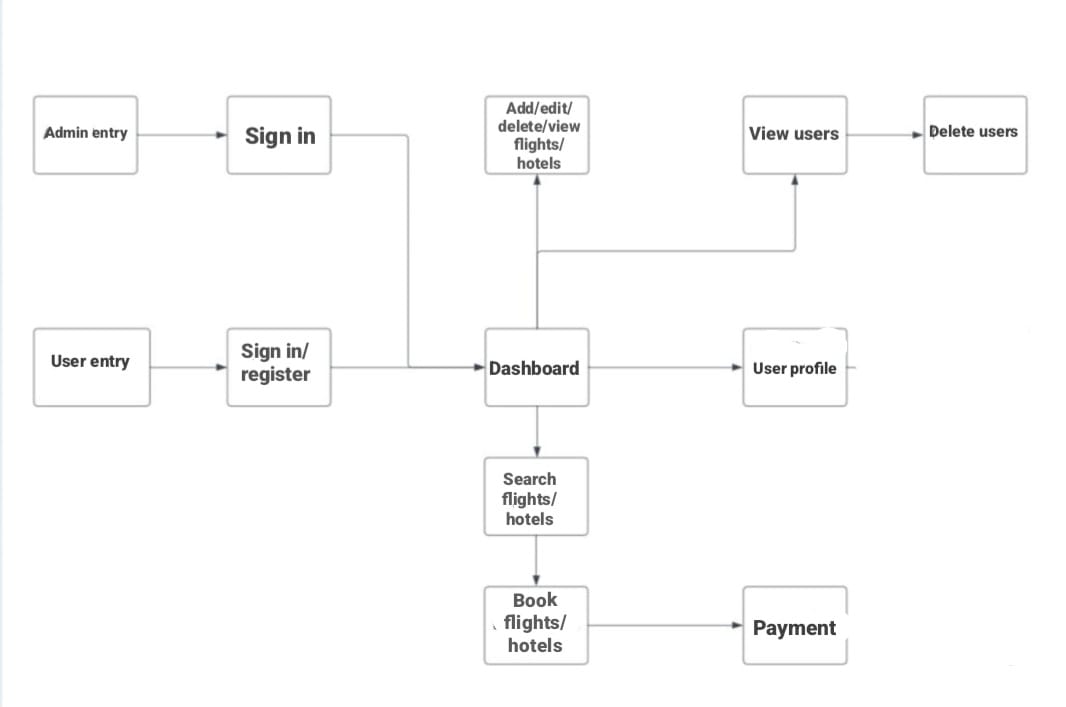 Admin entry
Sign in
Add/edit/
delete/view
flights/
hotels
View users
Delete users
User entry
Sign in/
register
Dashboard
User profile
Search
flights/
hotels
Book
flights/
hotels
Payment